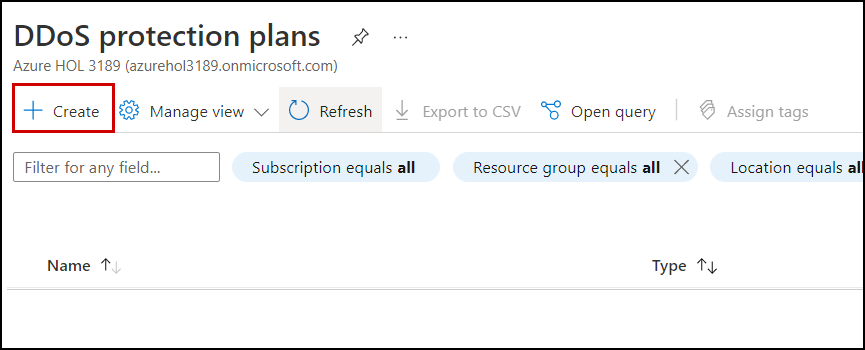 DDoS protection plans ...
Azure HOL 3189 (azurehol3189.onmicrosoft.com)
Create Manage view Refresh Export to CSV Open query Assign tags
Filter for any field... Subscription equals all Resource group equals all Location equals all
Name Type